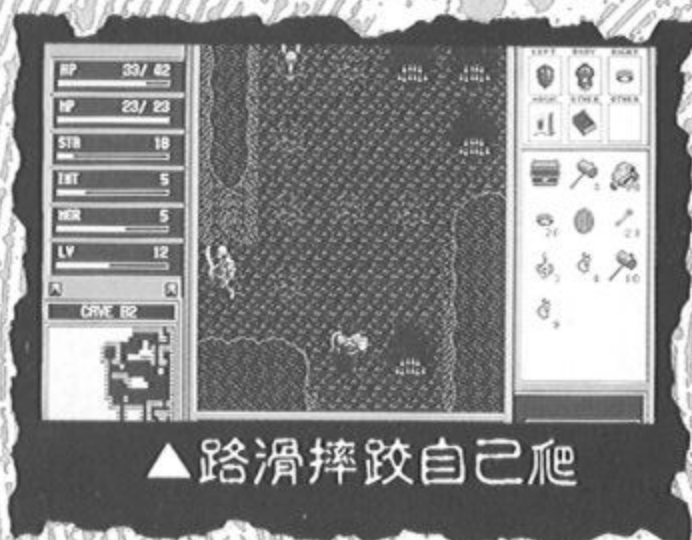 HP 33/ 42
MP 23/ 23
STR 18
INT 5
MER 5
LV 12
CAVE B2
LEFT BODY RIGHT
MAGIC OTHER OTHER
▲路滑摔跤自己爬